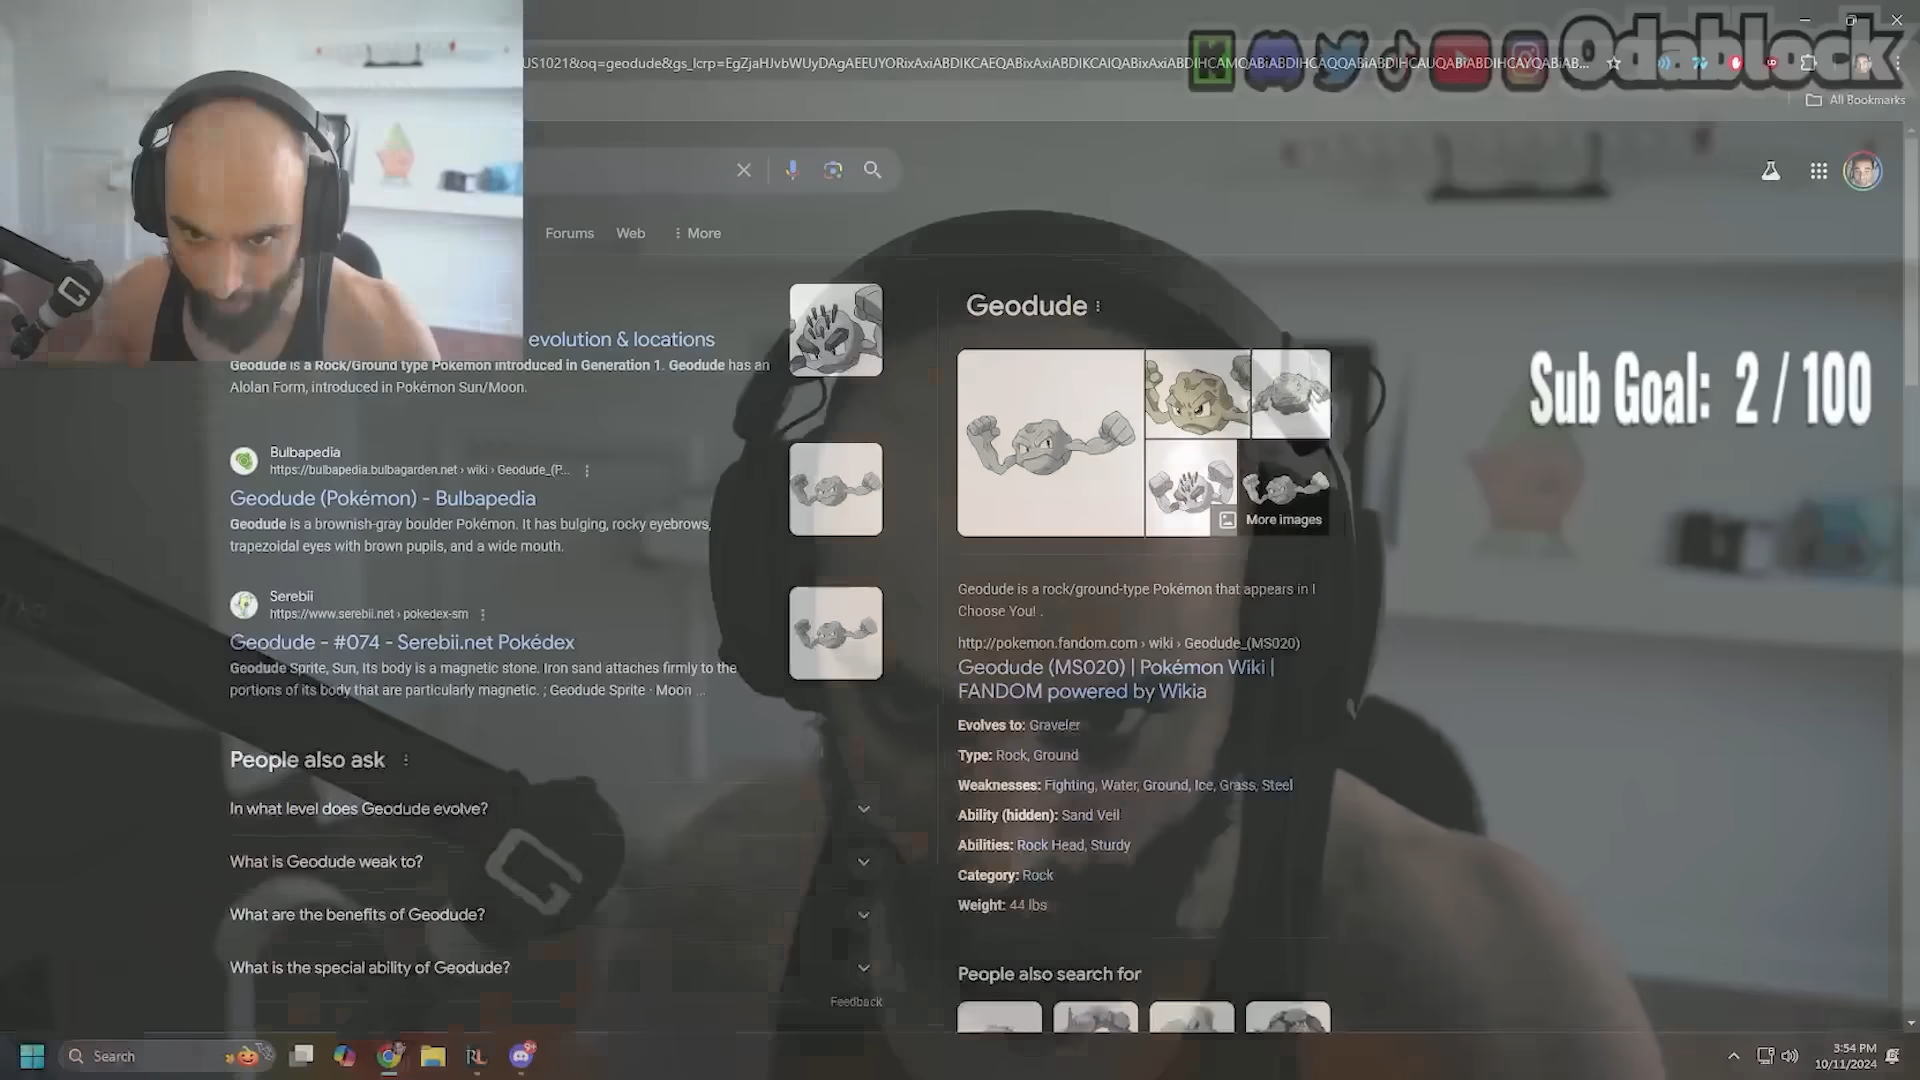 Odablock
US1021&oq=geodude&gs_lcrp=EgZjaHJvbWUyDAgAEEUYORixAxiABDIKCAEQABixAxiABDIKCAIQABixAxiABDIHCAMQABiABDIHCAQQABiABDIHCAUQABiABDIHCAYQABiAB...
All Bookmarks
Forums
Web
More
evolution & locations
Geodude is a Rock/Ground type Pokémon introduced in Generation 1. Geodude has an
Alolan Form, introduced in Pokémon Sun/Moon.
Bulbapedia
https://bulbapedia.bulbagarden.net › wiki › Geodude_(P...
Geodude (Pokémon) - Bulbapedia
Geodude is a brownish-gray boulder Pokémon. It has bulging, rocky eyebrows,
trapezoidal eyes with brown pupils, and a wide mouth.
Serebii
https://www.serebii.net › pokedex-sm
Geodude - #074 - Serebii.net Pokédex
Geodude Sprite, Sun, Its body is a magnetic stone. Iron sand attaches firmly to the
portions of its body that are particularly magnetic. ; Geodude Sprite · Moon ...
People also ask
In what level does Geodude evolve?
What is Geodude weak to?
What are the benefits of Geodude?
What is the special ability of Geodude?
Feedback
Geodude
More images
Geodude is a rock/ground-type Pokémon that appears in I
Choose You! .
http://pokemon.fandom.com › wiki › Geodude_(MS020)
Geodude (MS020) | Pokémon Wiki |
FANDOM powered by Wikia
Evolves to: Graveler
Type: Rock, Ground
Weaknesses: Fighting, Water, Ground, Ice, Grass, Steel
Ability (hidden): Sand Veil
Abilities: Rock Head, Sturdy
Category: Rock
Weight: 44 lbs
People also search for
Sub Goal: 2 / 100
Search
3:54 PM
10/11/2024